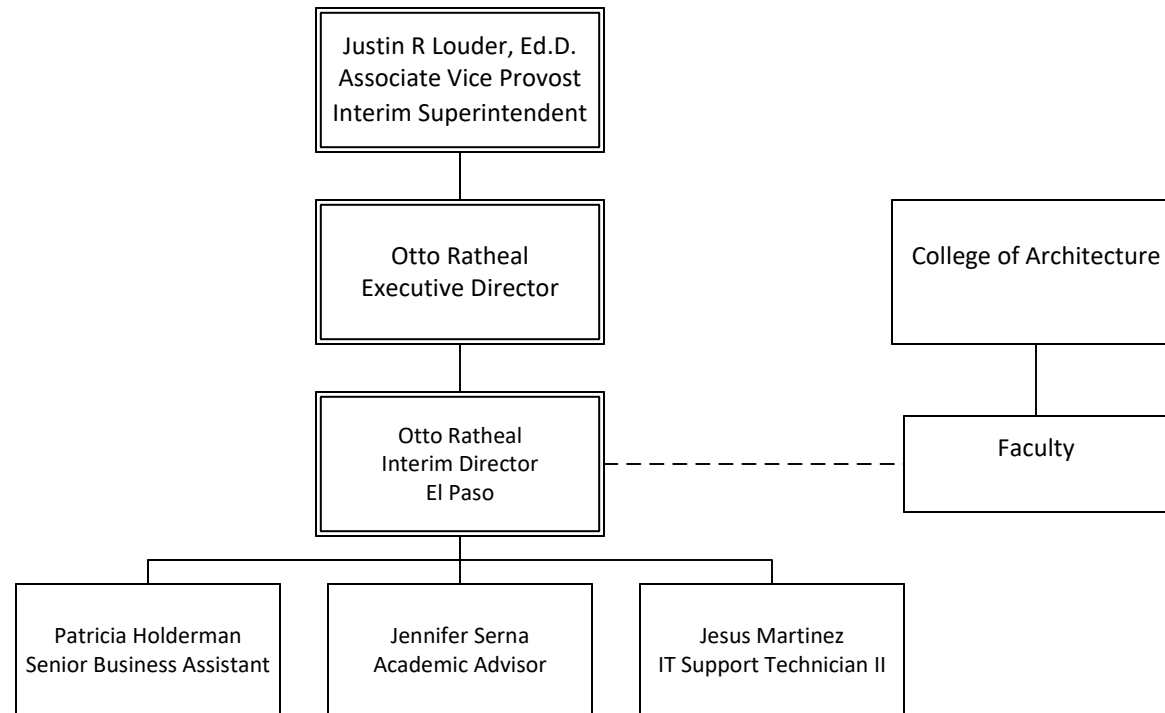 Justin R Louder, Ed.D.
Associate Vice Provost
Interim Superintendent
Otto Ratheal
Executive Director
College of Architecture
Otto Ratheal
Interim Director
El Paso
Faculty
Patricia Holderman
Senior Business Assistant
Jennifer Serna
Academic Advisor
Jesus Martinez
IT Support Technician II